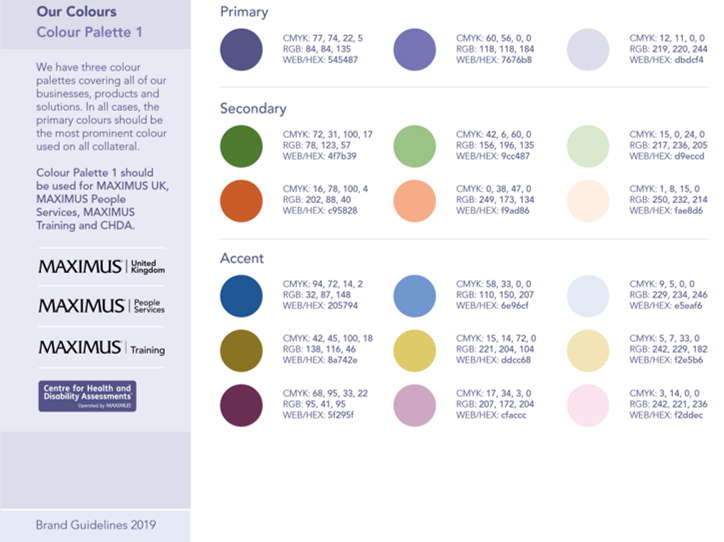 Our Colours
Colour Palette 1
We have three colour
palettes covering all of our
businesses, products and
solutions. In all cases, the
primary colours should be
the most prominent colour
used on all collateral.
Colour Palette 1 should
be used for MAXIMUS UK,
MAXIMUS People
Services, MAXIMUS
Training and CHDA.
MAXIMUS | United Kingdom
MAXIMUS | People Services
MAXIMUS | Training
Centre for Health and
Disability Assessments
Operated by MAXIMUS
Brand Guidelines 2019
Primary
CMYK: 77, 74, 22, 5
RGB: 84, 84, 135
WEB/HEX: 545487
CMYK: 60, 56, 0, 0
RGB: 118, 118, 184
WEB/HEX: 7676b8
CMYK: 12, 11, 0, 0
RGB: 219, 220, 244
WEB/HEX: dbdcf4
Secondary
CMYK: 72, 31, 100, 17
RGB: 78, 123, 57
WEB/HEX: 4f7b39
CMYK: 42, 6, 60, 0
RGB: 156, 196, 135
WEB/HEX: 9cc487
CMYK: 15, 0, 24, 0
RGB: 217, 236, 205
WEB/HEX: d9eccd
CMYK: 16, 78, 100, 4
RGB: 202, 88, 40
WEB/HEX: c95828
CMYK: 0, 38, 47, 0
RGB: 249, 173, 134
WEB/HEX: f9ad86
CMYK: 1, 8, 15, 0
RGB: 250, 232, 214
WEB/HEX: fae8d6
Accent
CMYK: 94, 72, 14, 2
RGB: 32, 87, 148
WEB/HEX: 205794
CMYK: 58, 33, 0, 0
RGB: 110, 150, 207
WEB/HEX: 6e96cf
CMYK: 9, 5, 0, 0
RGB: 229, 234, 246
WEB/HEX: e5eaf6
CMYK: 42, 45, 100, 18
RGB: 138, 116, 46
WEB/HEX: 8a742e
CMYK: 15, 14, 72, 0
RGB: 221, 204, 104
WEB/HEX: ddcc68
CMYK: 5, 7, 33, 0
RGB: 242, 229, 182
WEB/HEX: f2e5b6
CMYK: 68, 95, 33, 22
RGB: 95, 41, 95
WEB/HEX: 5f295f
CMYK: 17, 34, 3, 0
RGB: 207, 172, 204
WEB/HEX: cfaccc
CMYK: 3, 14, 0, 0
RGB: 242, 221, 236
WEB/HEX: f2ddec